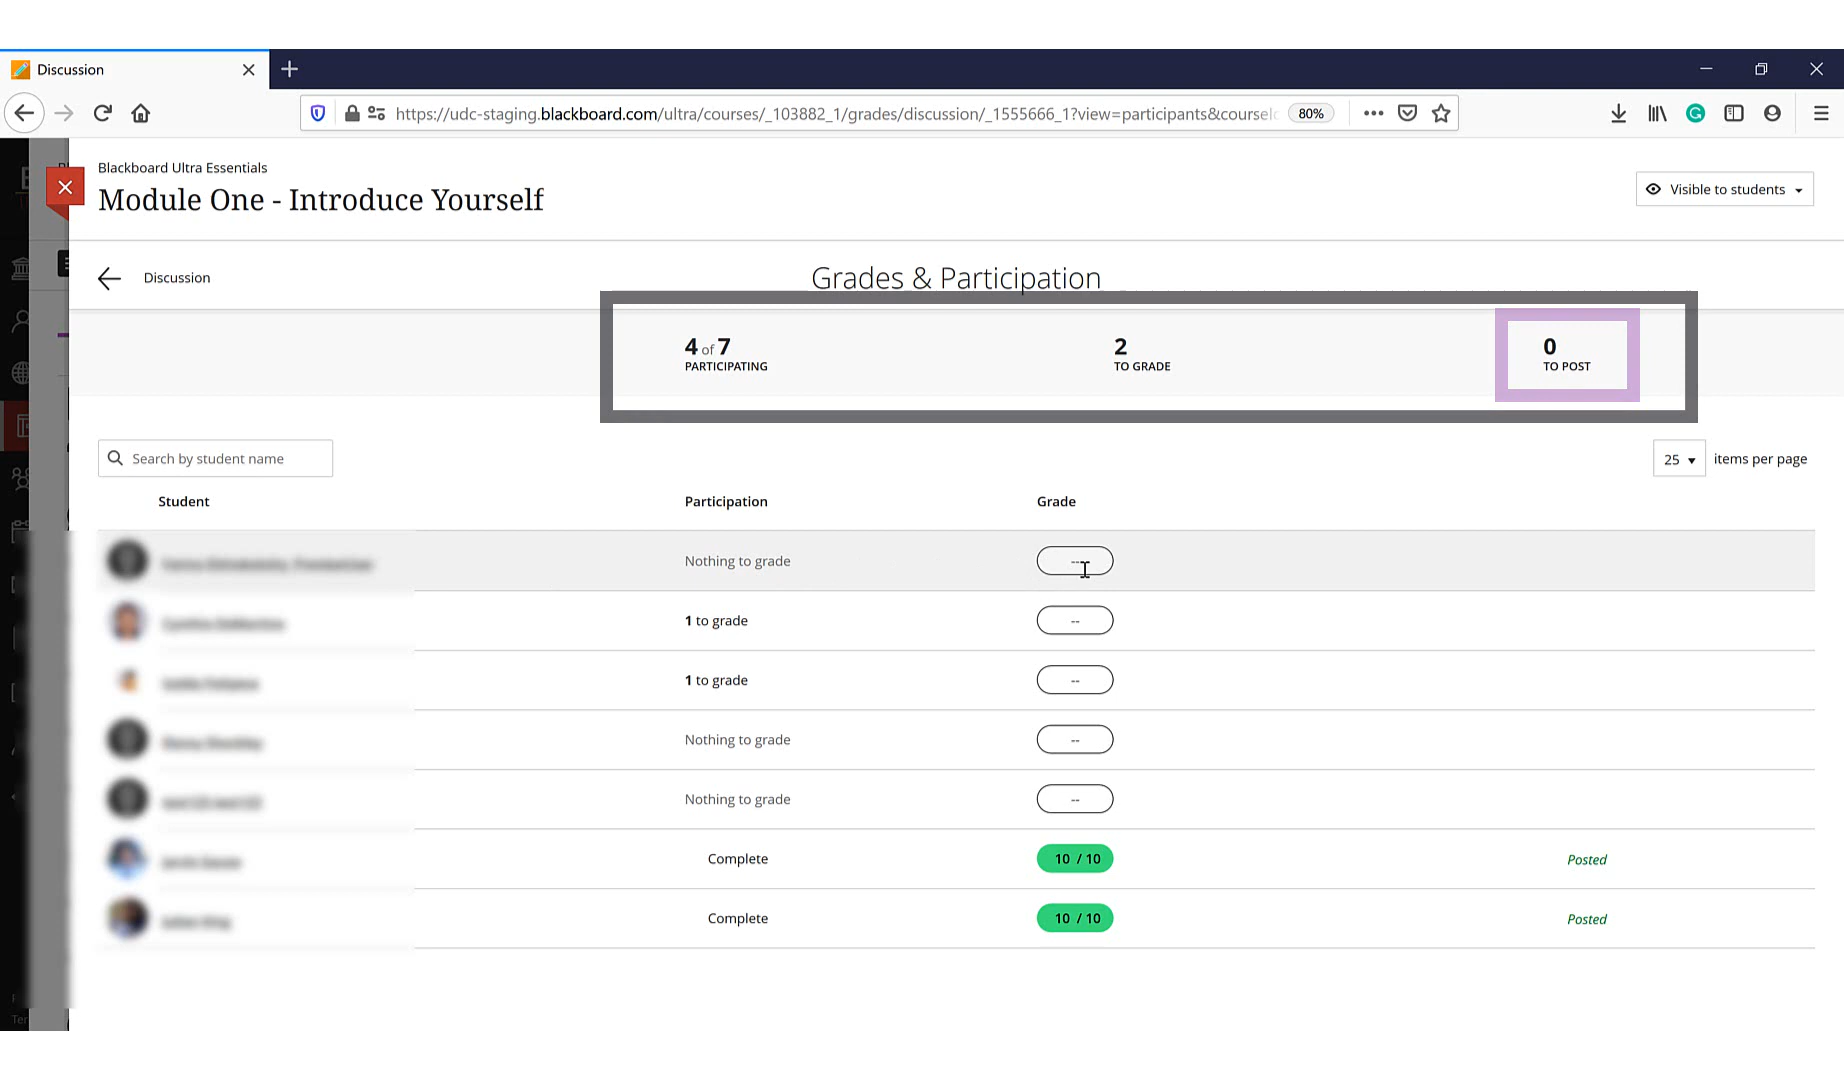 Discussion
https://udc-staging.blackboard.com/ultra/courses/_103882_1/grades/discussion/_1555666_1?view=participants&course 80%
Blackboard Ultra Essentials
Module One - Introduce Yourself
Visible to students
Discussion
Grades & Participation
4 of 7
PARTICIPATING
2
TO GRADE
0
TO POST
Search by student name
25 items per page
Student Participation Grade
Nothing to grade --
1 to grade --
1 to grade --
Nothing to grade --
Nothing to grade --
Complete 10 / 10 Posted
Complete 10 / 10 Posted
Ter